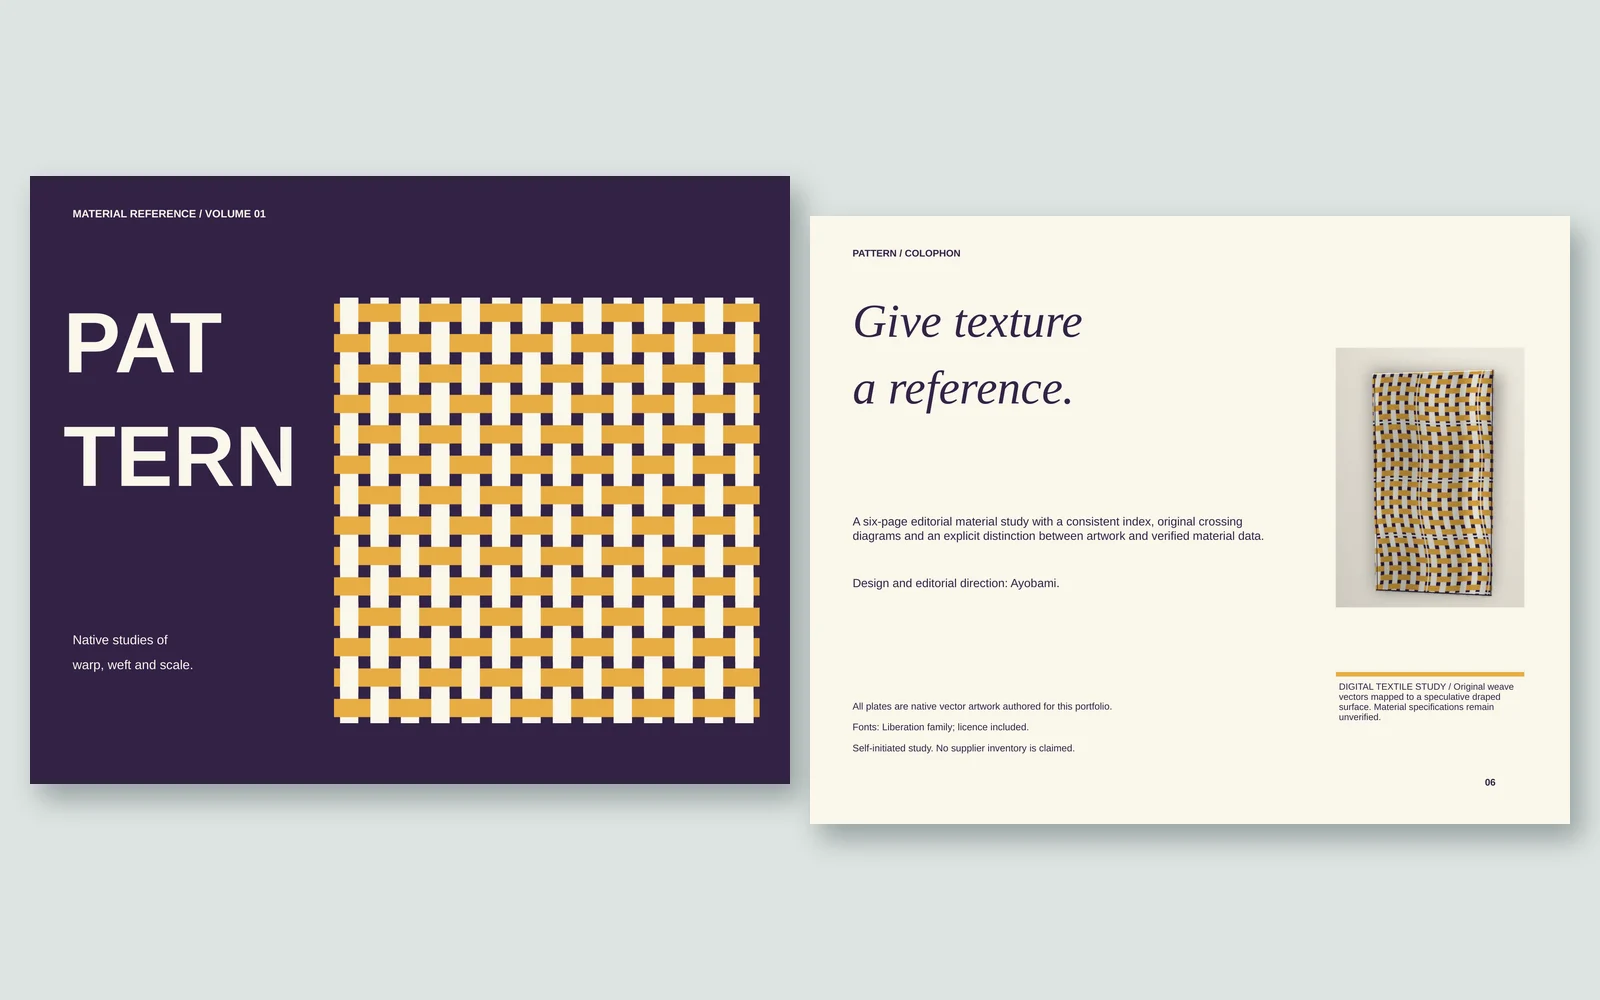 MATERIAL REFERENCE / VOLUME 01
PAT
TERN
Native studies of
warp, weft and scale.
PATTERN / COLOPHON
Give texture
a reference.
A six-page editorial material study with a consistent index, original crossing
diagrams and an explicit distinction between artwork and verified material data.
Design and editorial direction: Ayobami.
All plates are native vector artwork authored for this portfolio.
Fonts: Liberation family; licence included.
Self-initiated study. No supplier inventory is claimed.
DIGITAL TEXTILE STUDY / Original weave
vectors mapped to a speculative draped
surface. Material specifications remain
unverified.
06